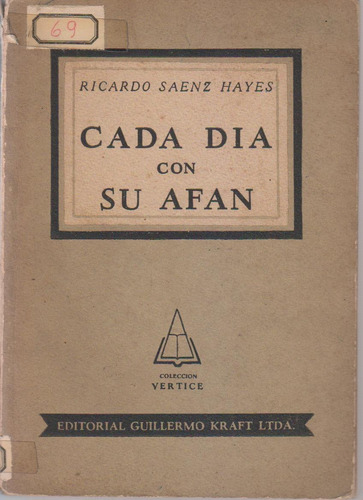 69
RICARDO SAENZ HAYES
CADA DIA
CON
SU AFAN
COLECCION
VERTICE
EDITORIAL GUILLERMO KRAFT LTDA.